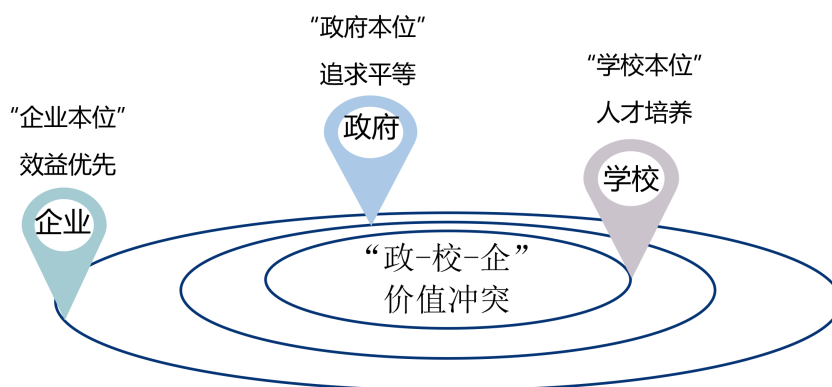 “政府本位”
追求平等
政府
“学校本位”
人才培养
学校
“企业本位”
效益优先
企业
“政-校-企”
价值冲突